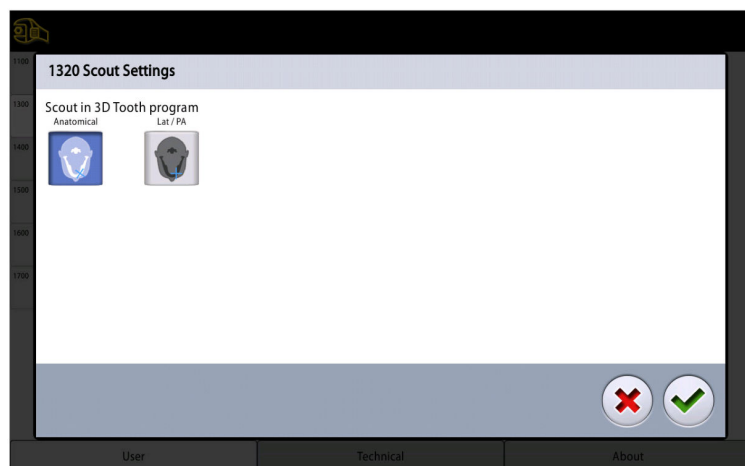 1100
1320 Scout Settings
1300
Scout in 3D Tooth program
Anatomical Lat / PA
1400
1500
1600
1700
User Technical About